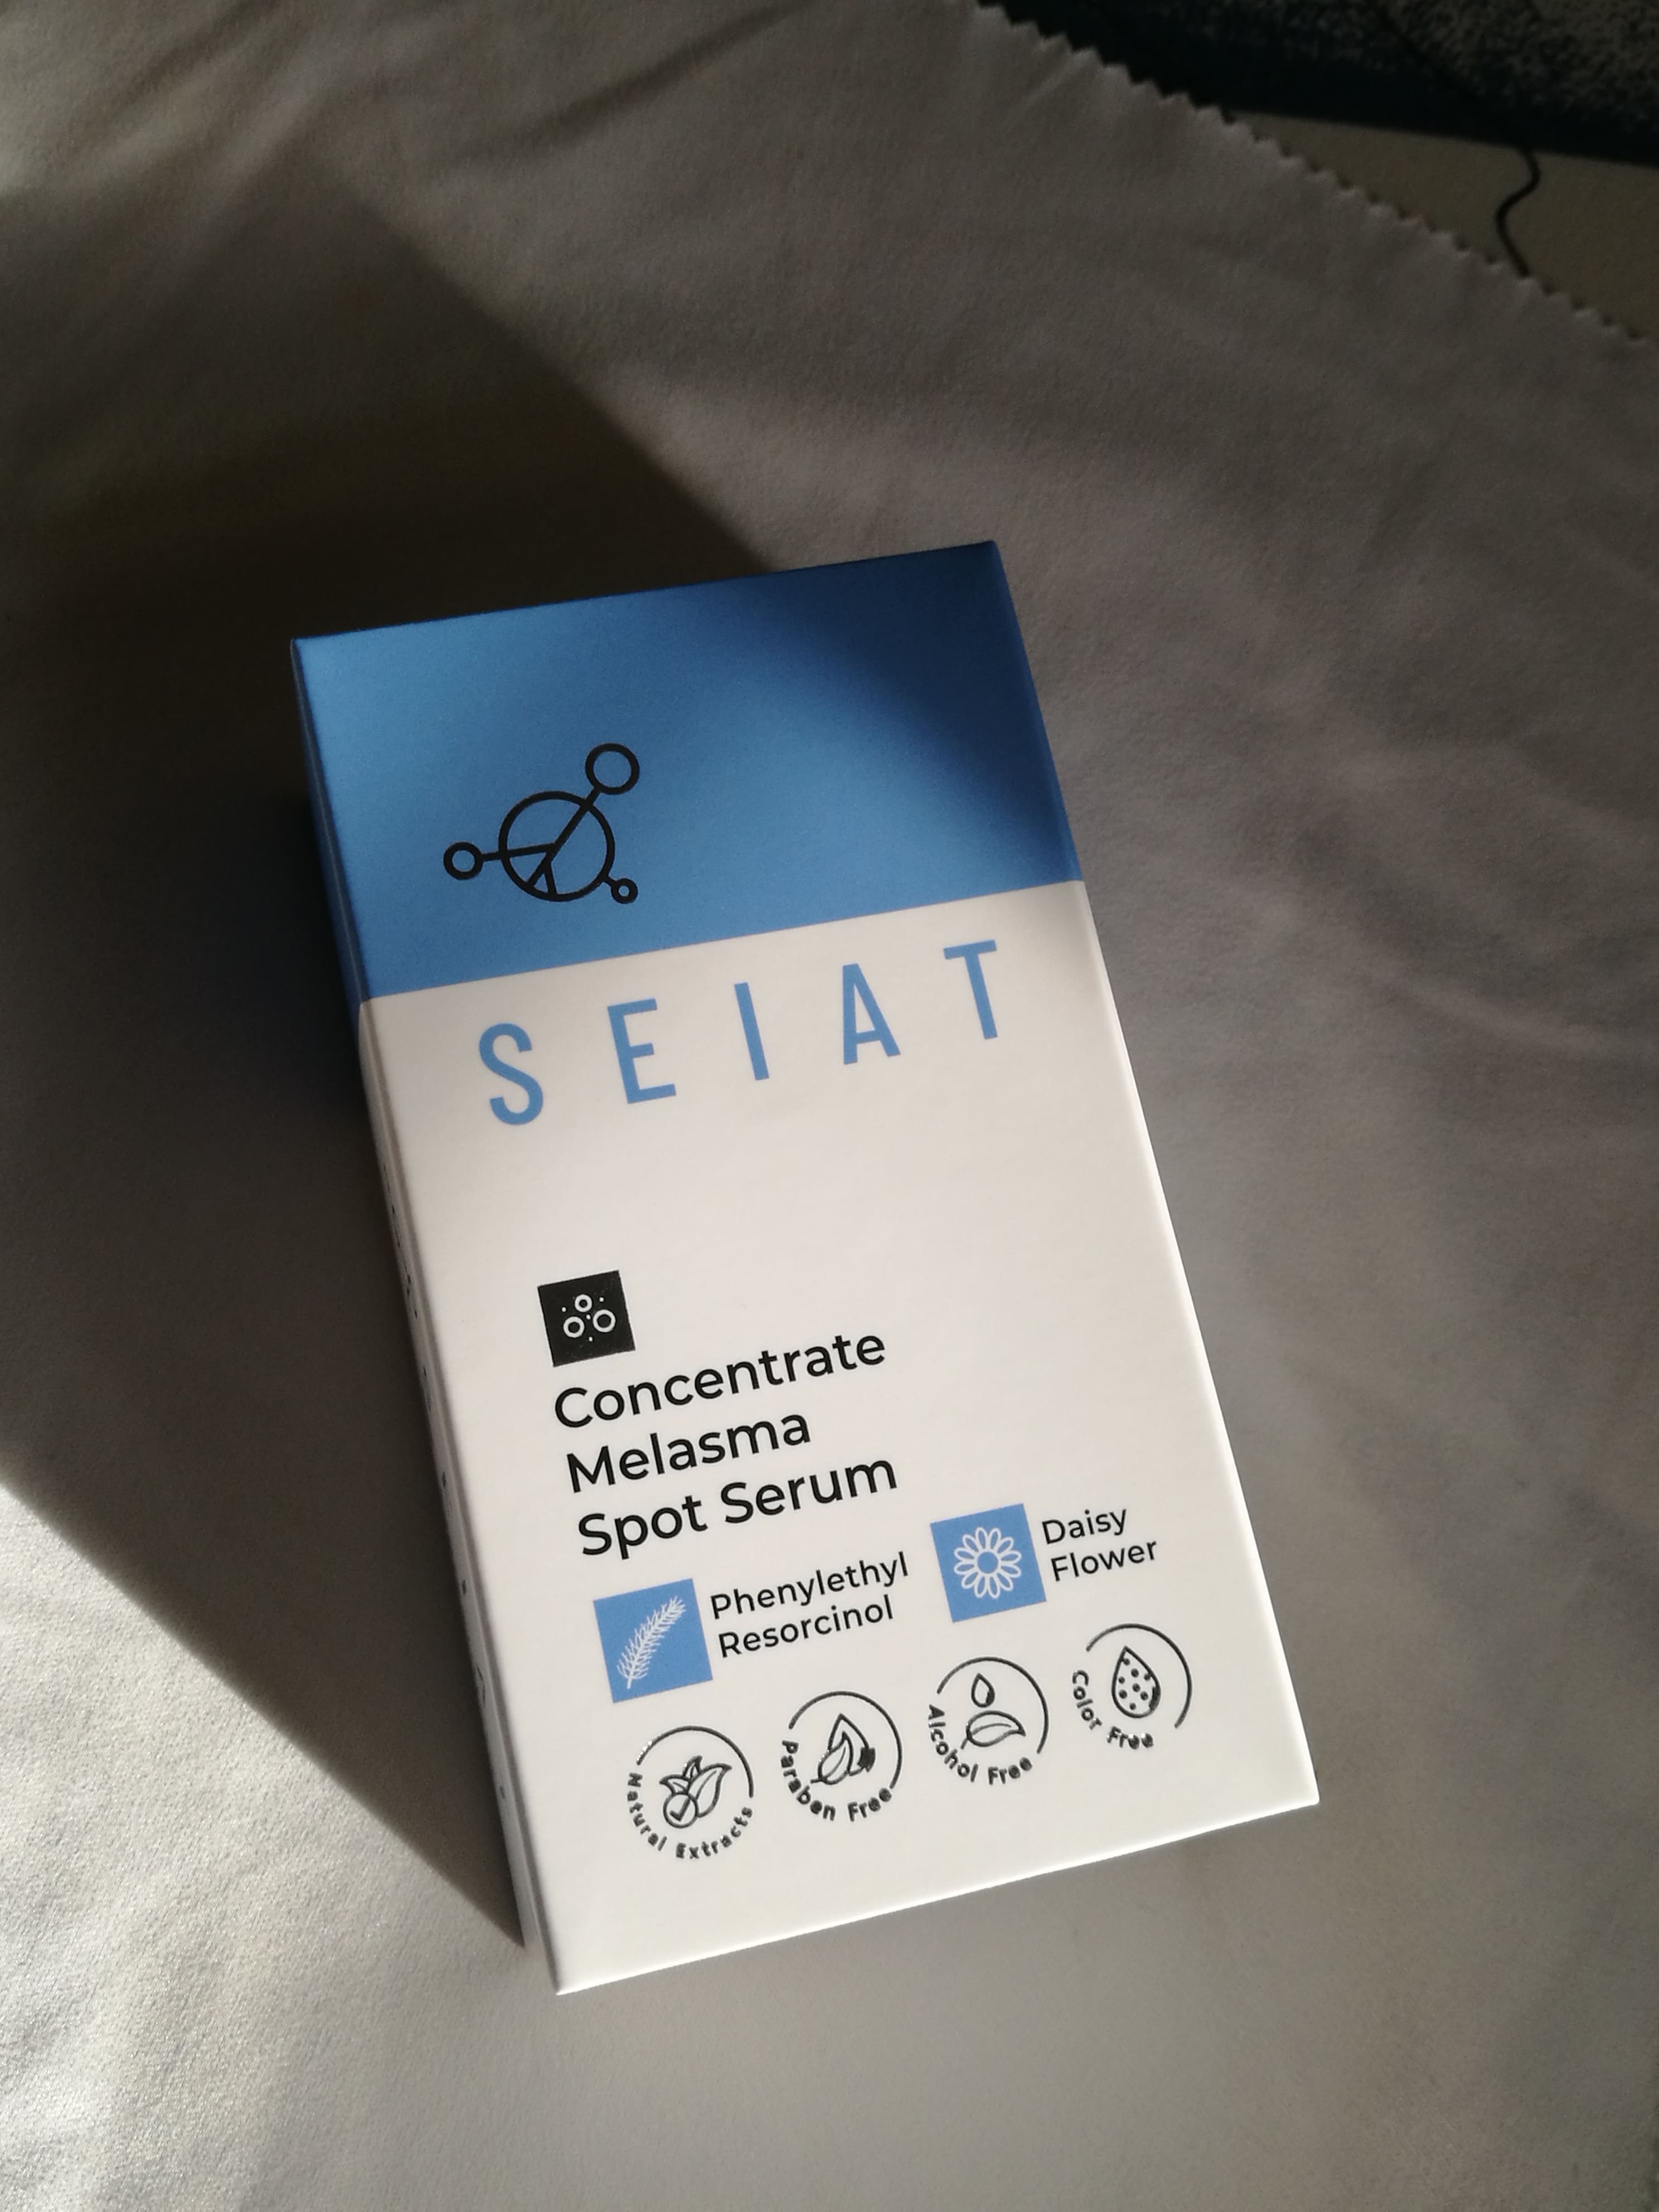 SEIAT
Concentrate
Melasma
Spot Serum
Phenylethyl
Resorcinol
Daisy
Flower
Natural Extracts
Paraben Free
Alcohol Free
Color Free